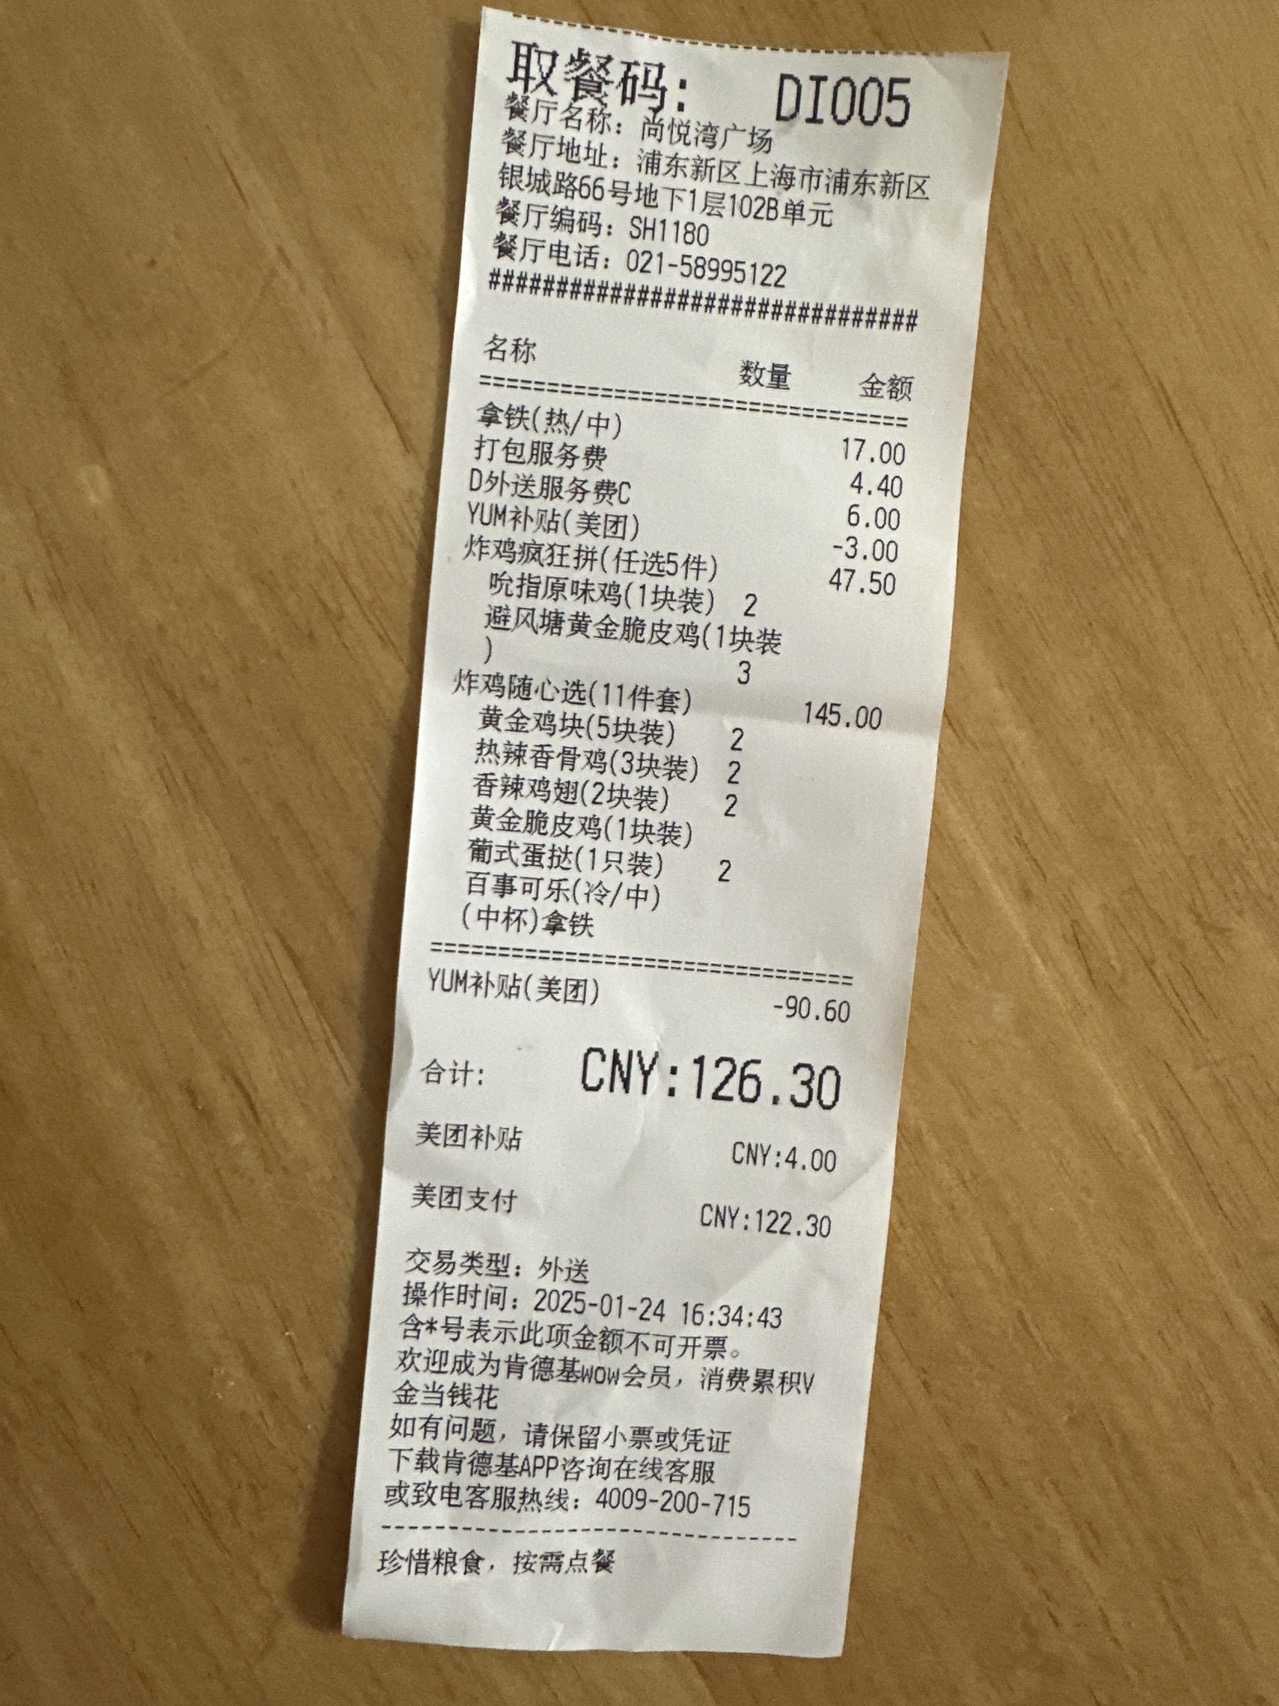 取餐码: DI005
餐厅名称: 尚悦湾广场
餐厅地址: 浦东新区上海市浦东新区
银城路66号地下1层102B单元
餐厅编码: SH1180
餐厅电话: 021-58995122
################################
名称 数量 金额
================================
拿铁(热/中) 17.00
打包服务费 4.40
D外送服务费C 6.00
YUM补贴(美团) -3.00
炸鸡疯狂拼(任选5件) 47.50
吮指原味鸡(1块装) 2
避风塘黄金脆皮鸡(1块装
) 3
炸鸡随心选(11件套) 145.00
黄金鸡块(5块装) 2
热辣香骨鸡(3块装) 2
香辣鸡翅(2块装) 2
黄金脆皮鸡(1块装)
葡式蛋挞(1只装) 2
百事可乐(冷/中)
(中杯)拿铁
================================
YUM补贴(美团) -90.60
合计: CNY:126.30
美团补贴 CNY:4.00
美团支付 CNY:122.30
交易类型: 外送
操作时间: 2025-01-24 16:34:43
含*号表示此项金额不可开票。
欢迎成为肯德基WOW会员，消费累积V
金当钱花
如有问题，请保留小票或凭证
下载肯德基APP咨询在线客服
或致电客服热线: 4009-200-715
--------------------------------
珍惜粮食，按需点餐